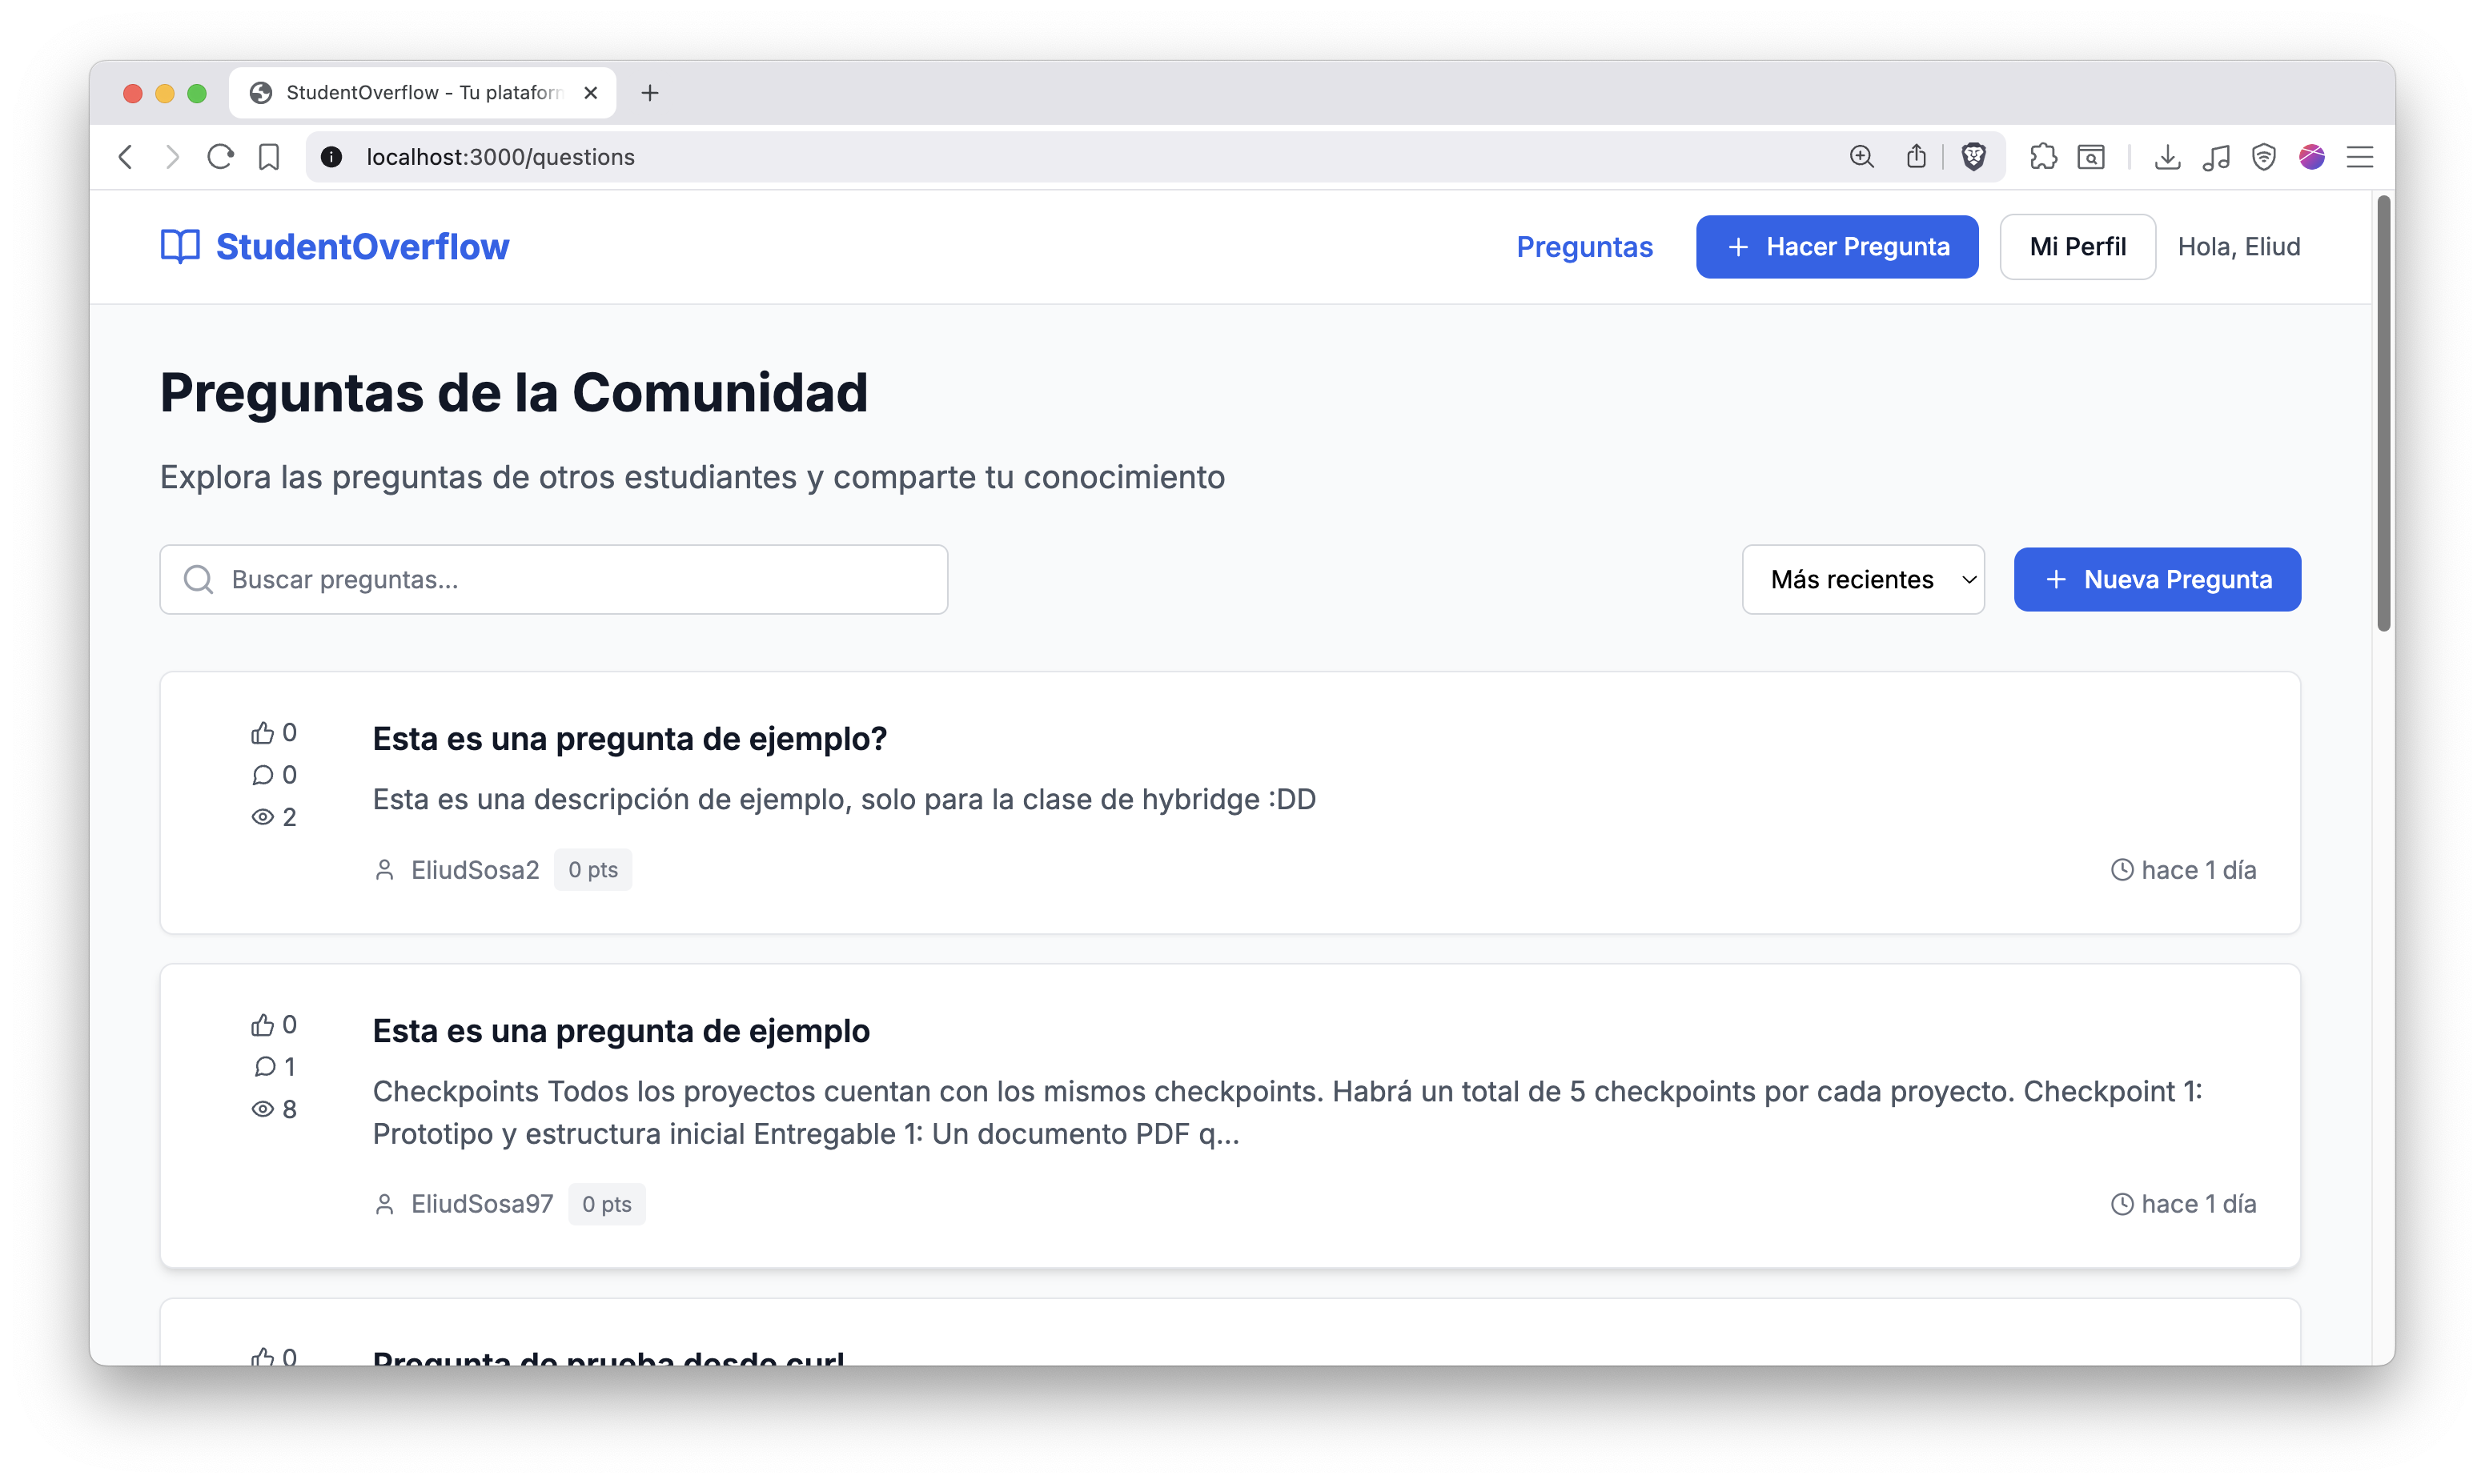 StudentOverflow - Tu platafor
localhost:3000/questions
StudentOverflow
Preguntas
+ Hacer Pregunta
Mi Perfil
Hola, Eliud
Preguntas de la Comunidad
Explora las preguntas de otros estudiantes y comparte tu conocimiento
Buscar preguntas...
Más recientes
+ Nueva Pregunta
0
Esta es una pregunta de ejemplo?
0
Esta es una descripción de ejemplo, solo para la clase de hybridge :DD
2
EliudSosa2
0 pts
hace 1 día
0
Esta es una pregunta de ejemplo
1
Checkpoints Todos los proyectos cuentan con los mismos checkpoints. Habrá un total de 5 checkpoints por cada proyecto. Checkpoint 1:
8
Prototipo y estructura inicial Entregable 1: Un documento PDF q...
EliudSosa97
0 pts
hace 1 día
0
Pregunta de prueba desde curl